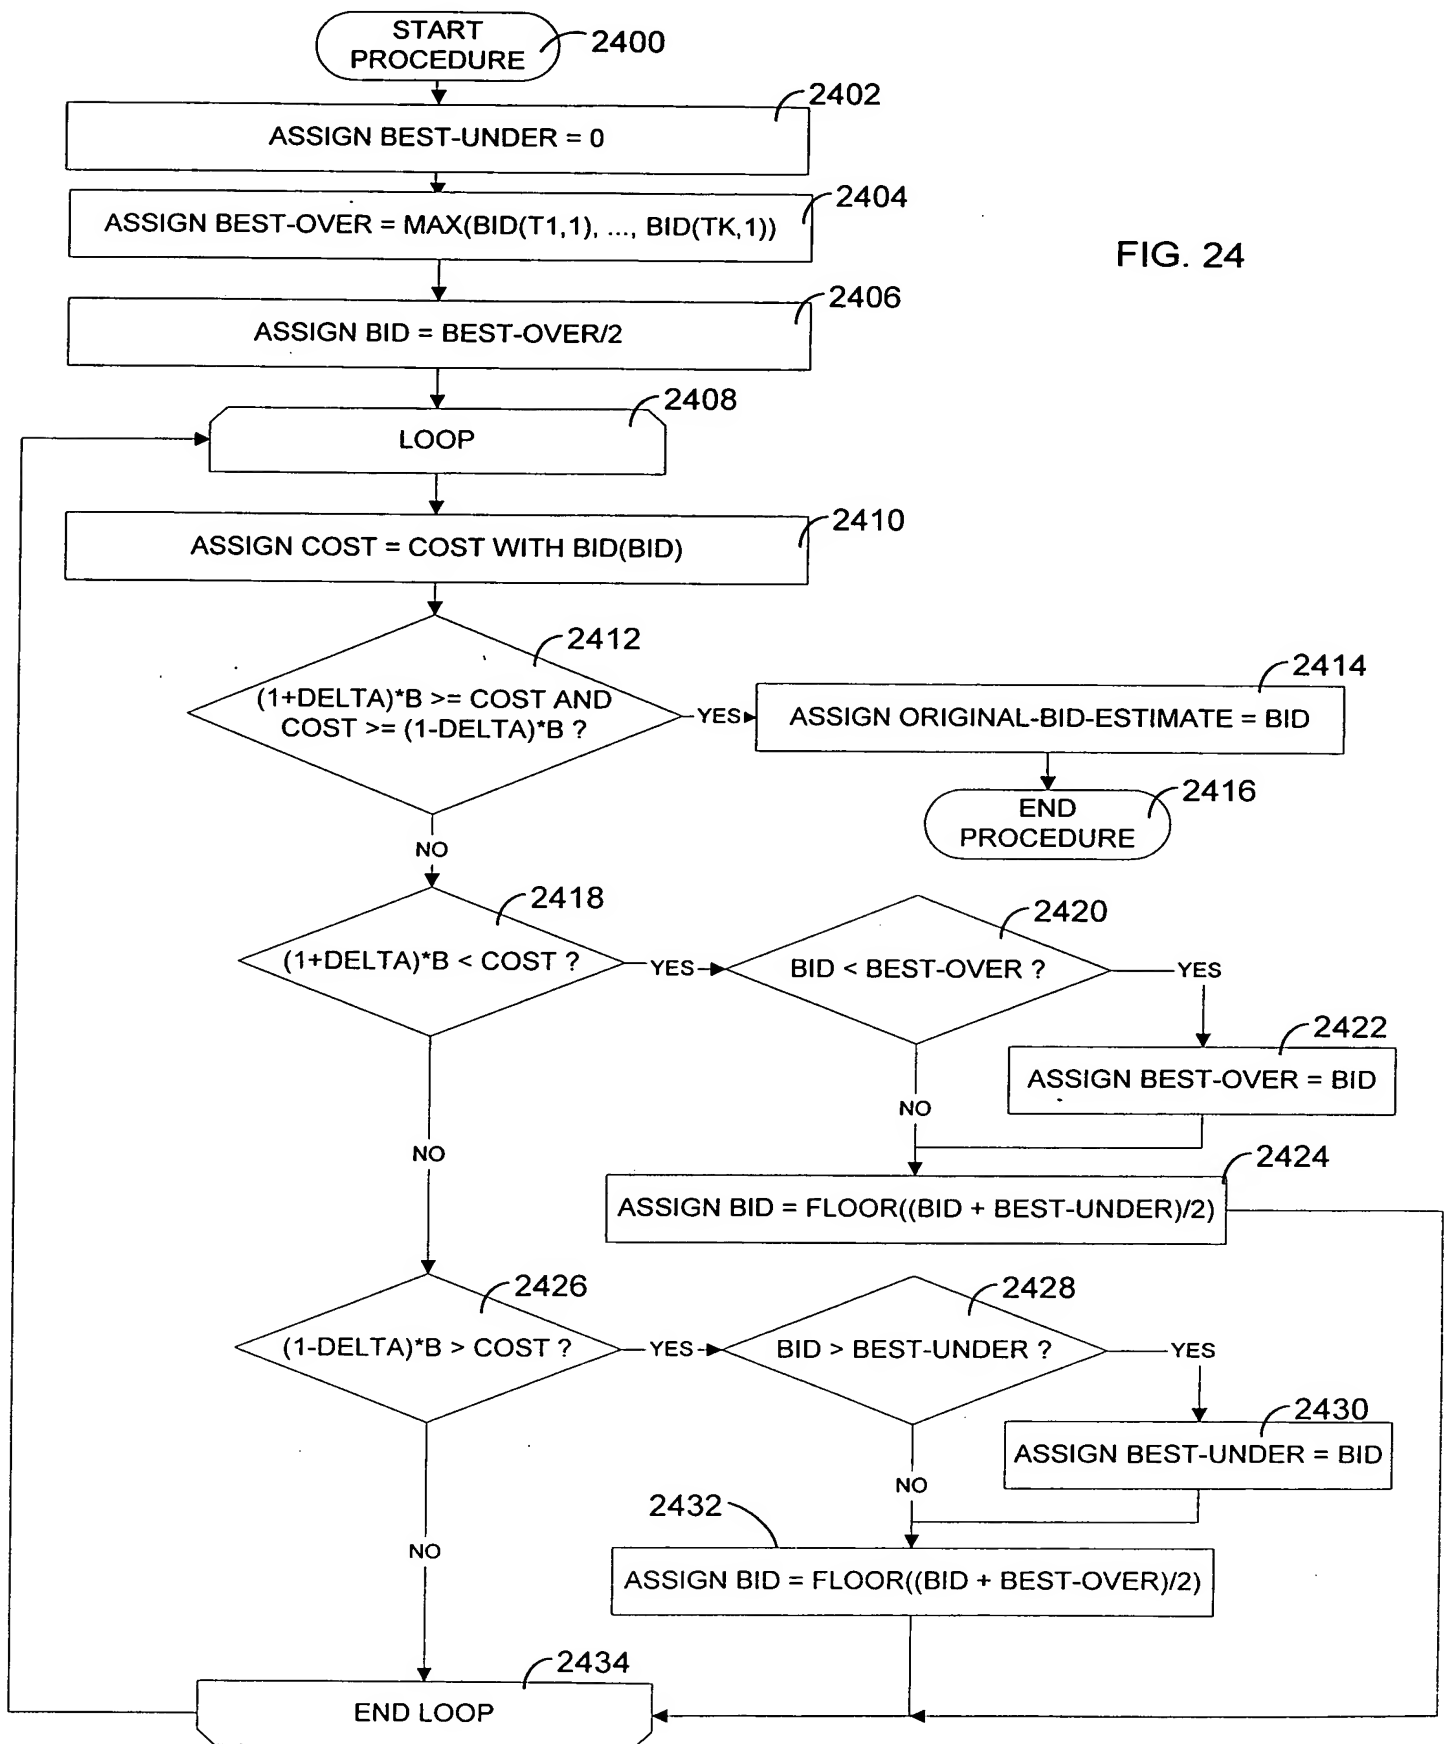 START
PROCEDURE
2400
2402
ASSIGN BEST-UNDER = 0
2404
ASSIGN BEST-OVER = MAX(BID(T1,1), ..., BID(TK,1))
FIG. 24
2406
ASSIGN BID = BEST-OVER/2
2408
LOOP
2410
ASSIGN COST = COST WITH BID(BID)
2412
(1+DELTA)*B >= COST AND
COST >= (1-DELTA)*B ?
YES
2414
ASSIGN ORIGINAL-BID-ESTIMATE = BID
2416
END
PROCEDURE
NO
2418
(1+DELTA)*B < COST ?
YES
2420
BID < BEST-OVER ?
YES
2422
ASSIGN BEST-OVER = BID
NO
NO
2424
ASSIGN BID = FLOOR((BID + BEST-UNDER)/2)
2426
(1-DELTA)*B > COST ?
YES
2428
BID > BEST-UNDER ?
YES
2430
ASSIGN BEST-UNDER = BID
NO
2432
ASSIGN BID = FLOOR((BID + BEST-OVER)/2)
NO
2434
END LOOP